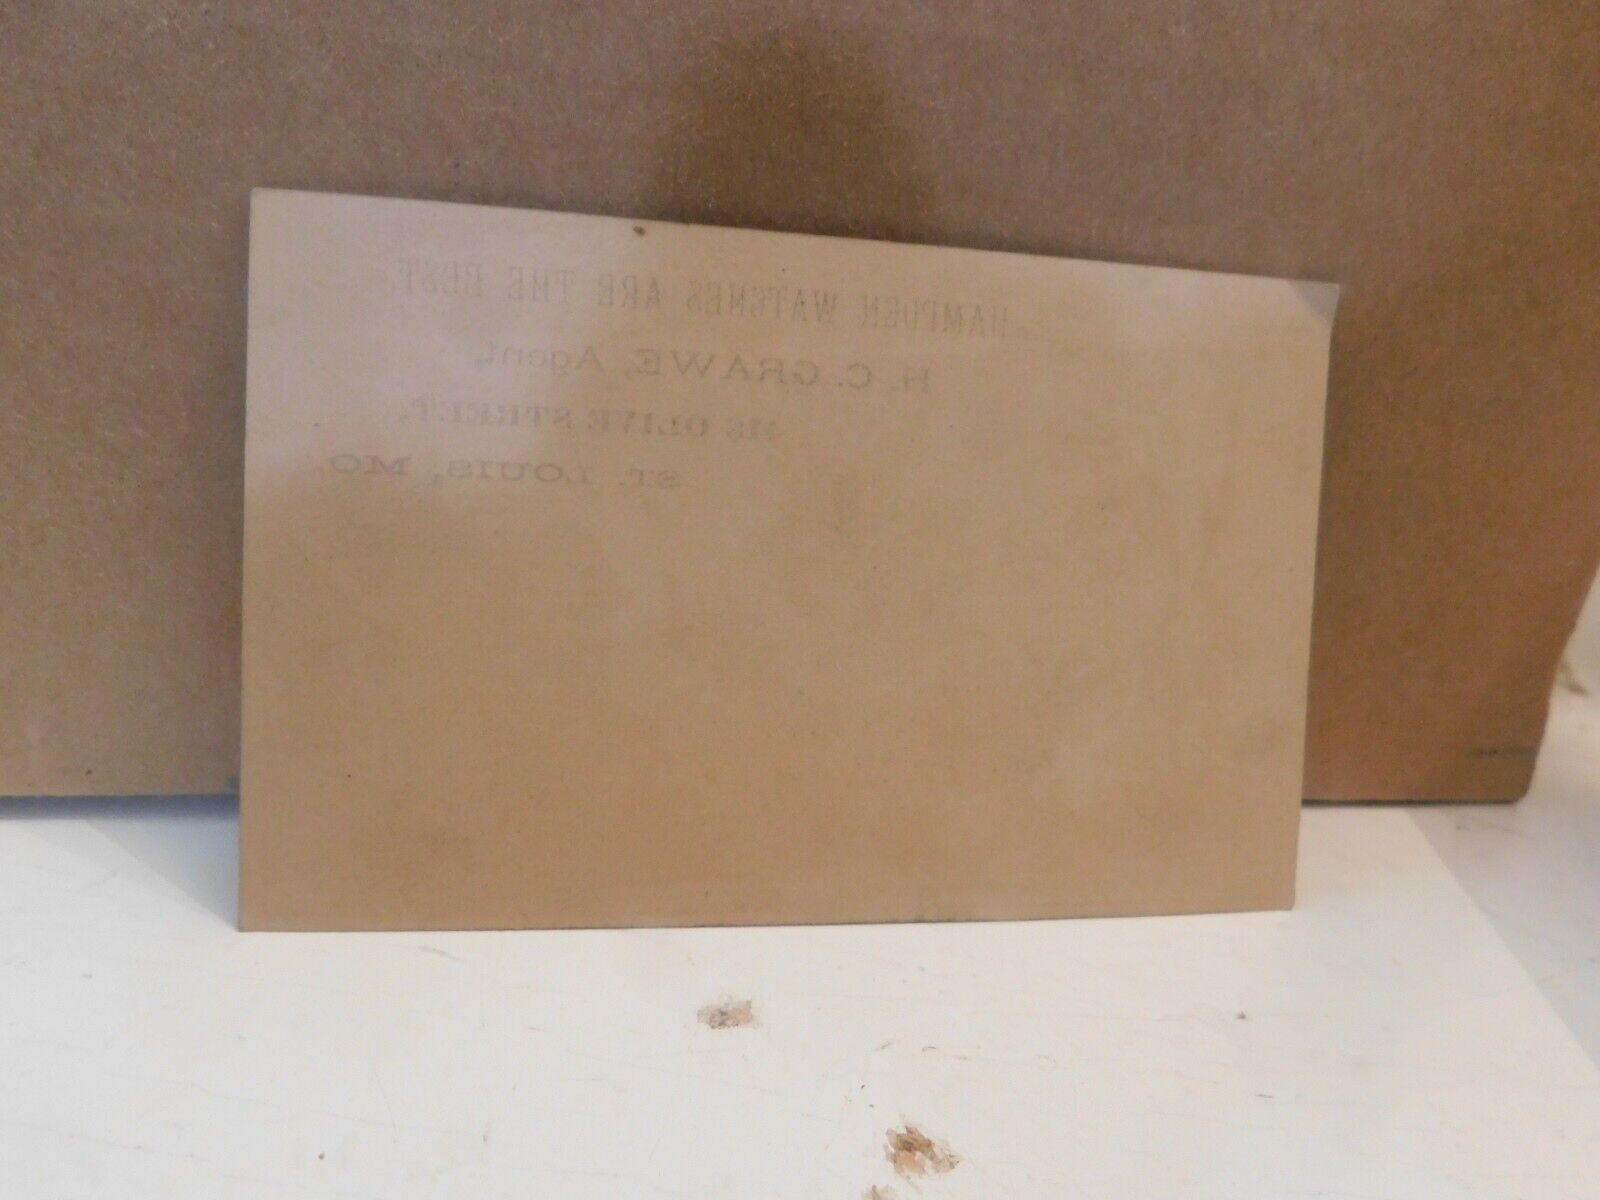 HAMPDEN WATCHES ARE THE BEST
H. C. GRAWE, Agent,
OLIVE STREET,
ST. LOUIS, MO